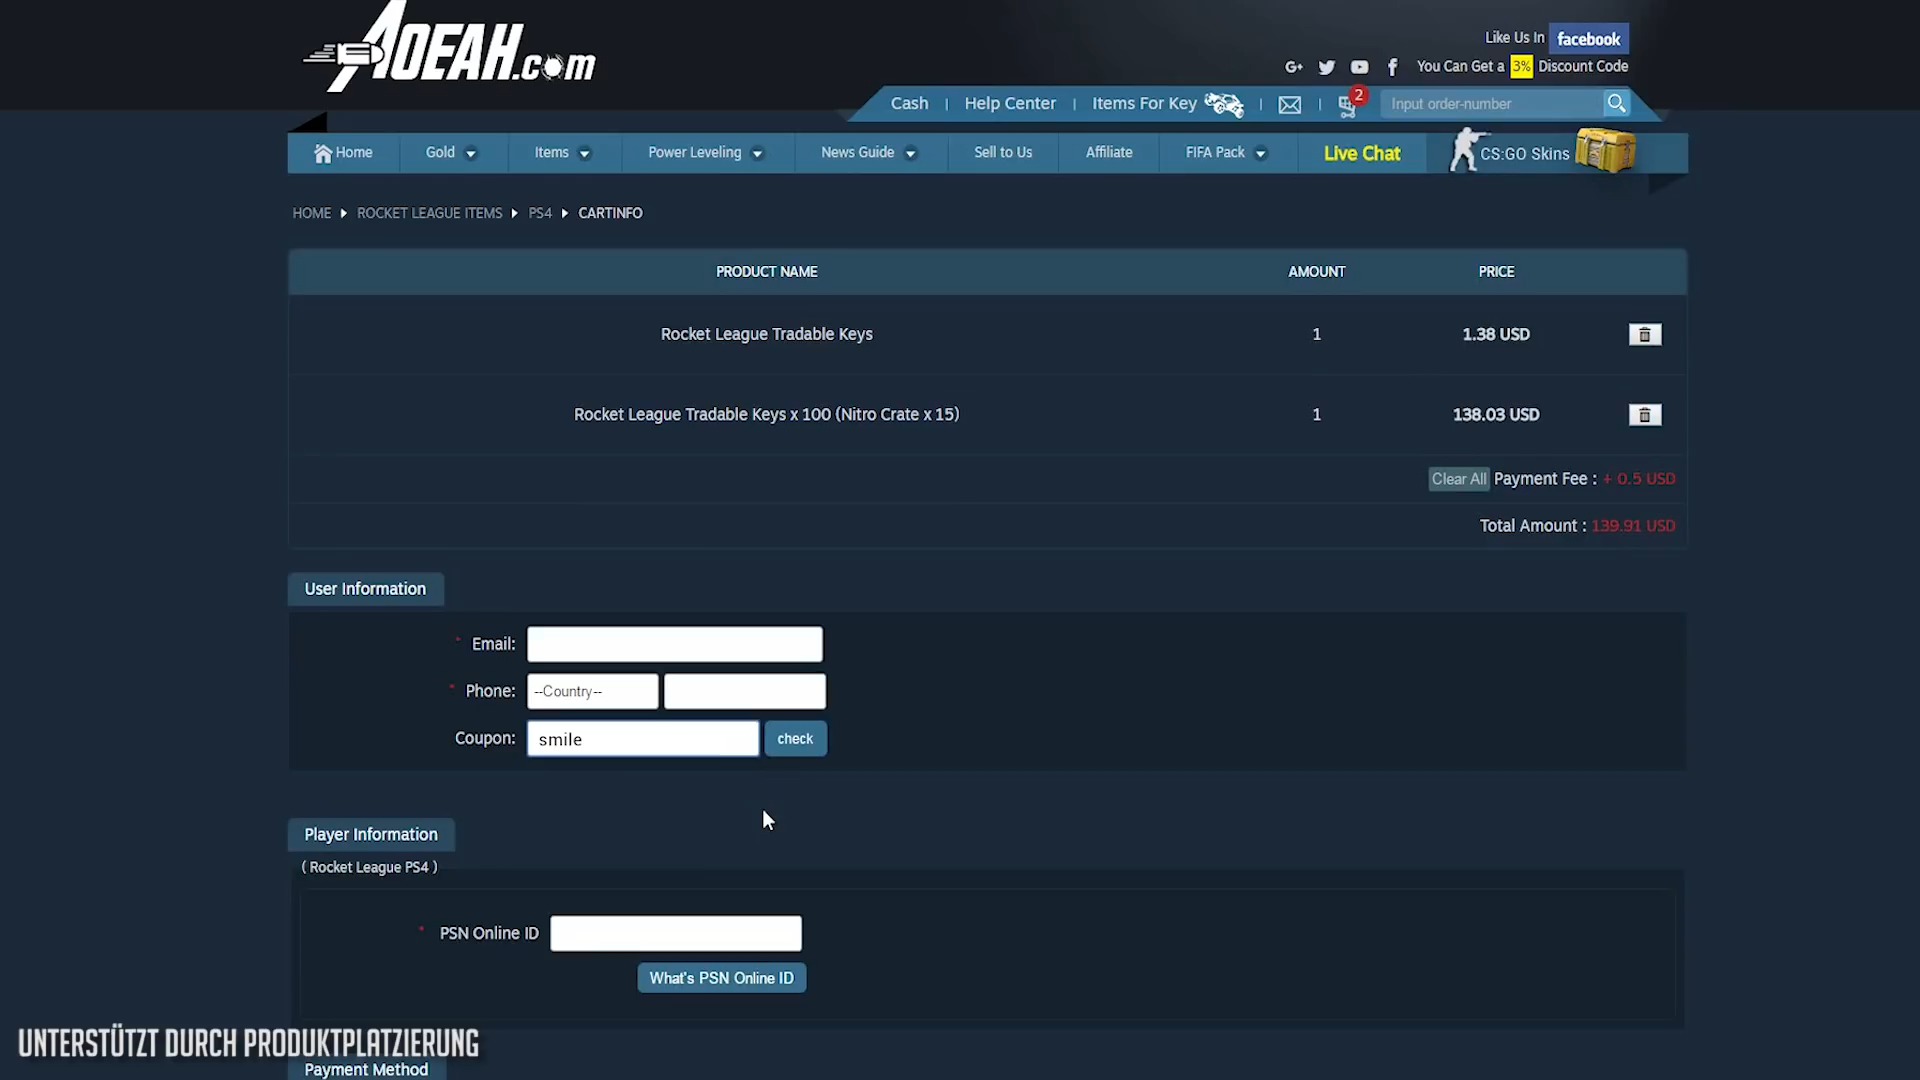 AOEAH.com
Like Us In facebook
You Can Get a 3% Discount Code
Cash | Help Center | Items For Key | | 2 Input order-number
Home Gold Items Power Leveling News Guide Sell to Us Affiliate FIFA Pack Live Chat CS:GO Skins
HOME ROCKET LEAGUE ITEMS PS4 CARTINFO
PRODUCT NAME AMOUNT PRICE
Rocket League Tradable Keys 1 1.38 USD
Rocket League Tradable Keys x 100 (Nitro Crate x 15) 1 138.03 USD
Clear All Payment Fee : + 0.5 USD
Total Amount : 139.91 USD
User Information
* Email:
* Phone: --Country--
Coupon: smile check
Player Information
( Rocket League PS4 )
* PSN Online ID
What's PSN Online ID
UNTERSTÜTZT DURCH PRODUKTPLATZIERUNG
Payment Method